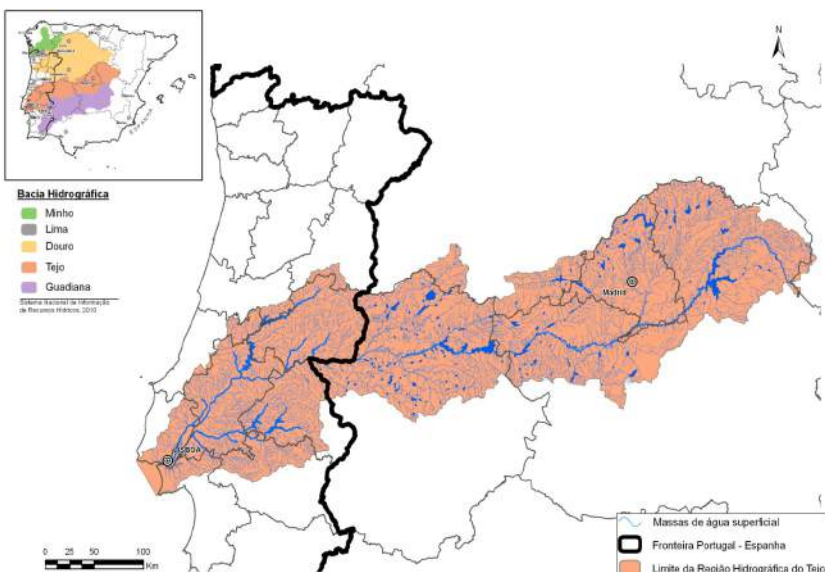 N
Bacia Hidrográfica
Minho
Lima
Douro
Tejo
Guadiana
Sistema Nacional de Informação
de Recursos Hídricos, 2010
Madrid
LISBOA
0 25 50 100
Km
Massas de água superficial
Fronteira Portugal - Espanha
Limite da Região Hidrográfica do Tejo